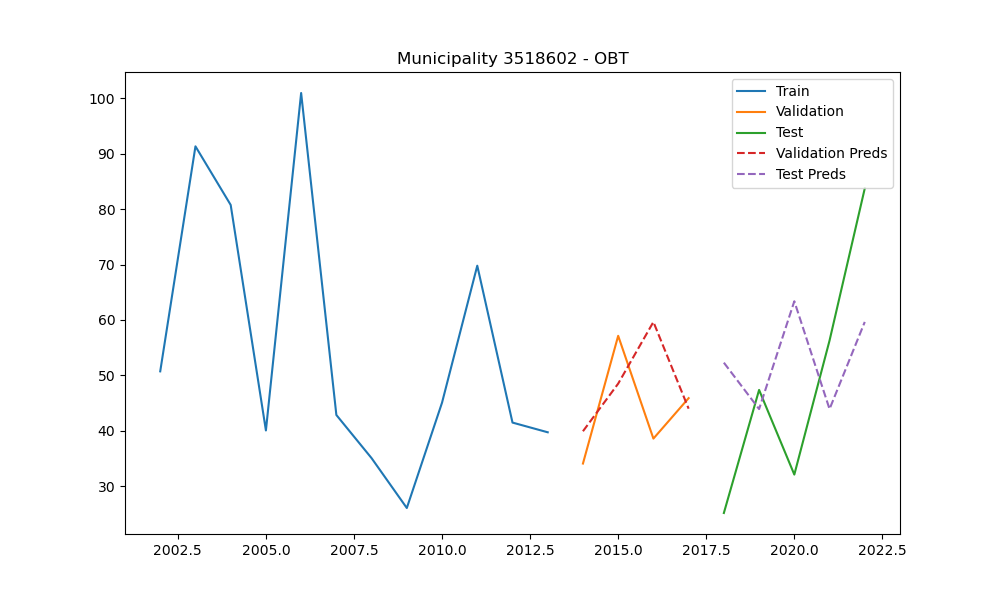 Municipality 3518602 - OBT
Train
Validation
Test
Validation Preds
Test Preds
100
90
80
70
60
50
40
30
2002.5 2005.0 2007.5 2010.0 2012.5 2015.0 2017.5 2020.0 2022.5